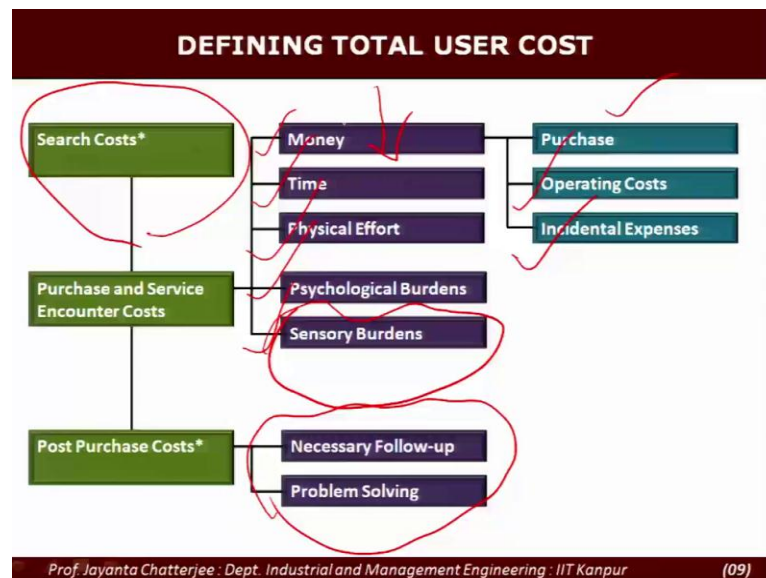 DEFINING TOTAL USER COST
Search Costs*
Money
Purchase
Time
Operating Costs
Physical Effort
Incidental Expenses
Purchase and Service
Encounter Costs
Psychological Burdens
Sensory Burdens
Post Purchase Costs*
Necessary Follow-up
Problem Solving
Prof. Jayanta Chatterjee : Dept. Industrial and Management Engineering : IIT Kanpur
(09)